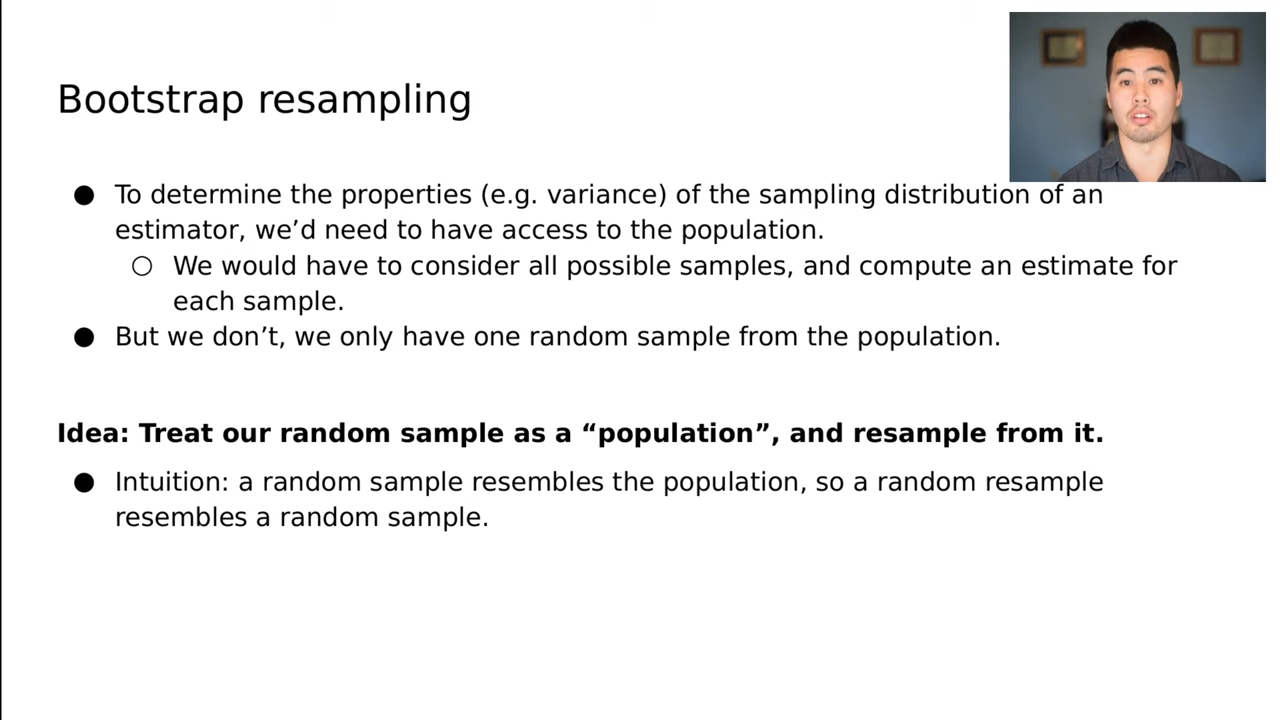 Bootstrap resampling
● To determine the properties (e.g. variance) of the sampling distribution of an
estimator, we’d need to have access to the population.
○ We would have to consider all possible samples, and compute an estimate for
each sample.
● But we don’t, we only have one random sample from the population.
Idea: Treat our random sample as a “population”, and resample from it.
● Intuition: a random sample resembles the population, so a random resample
resembles a random sample.